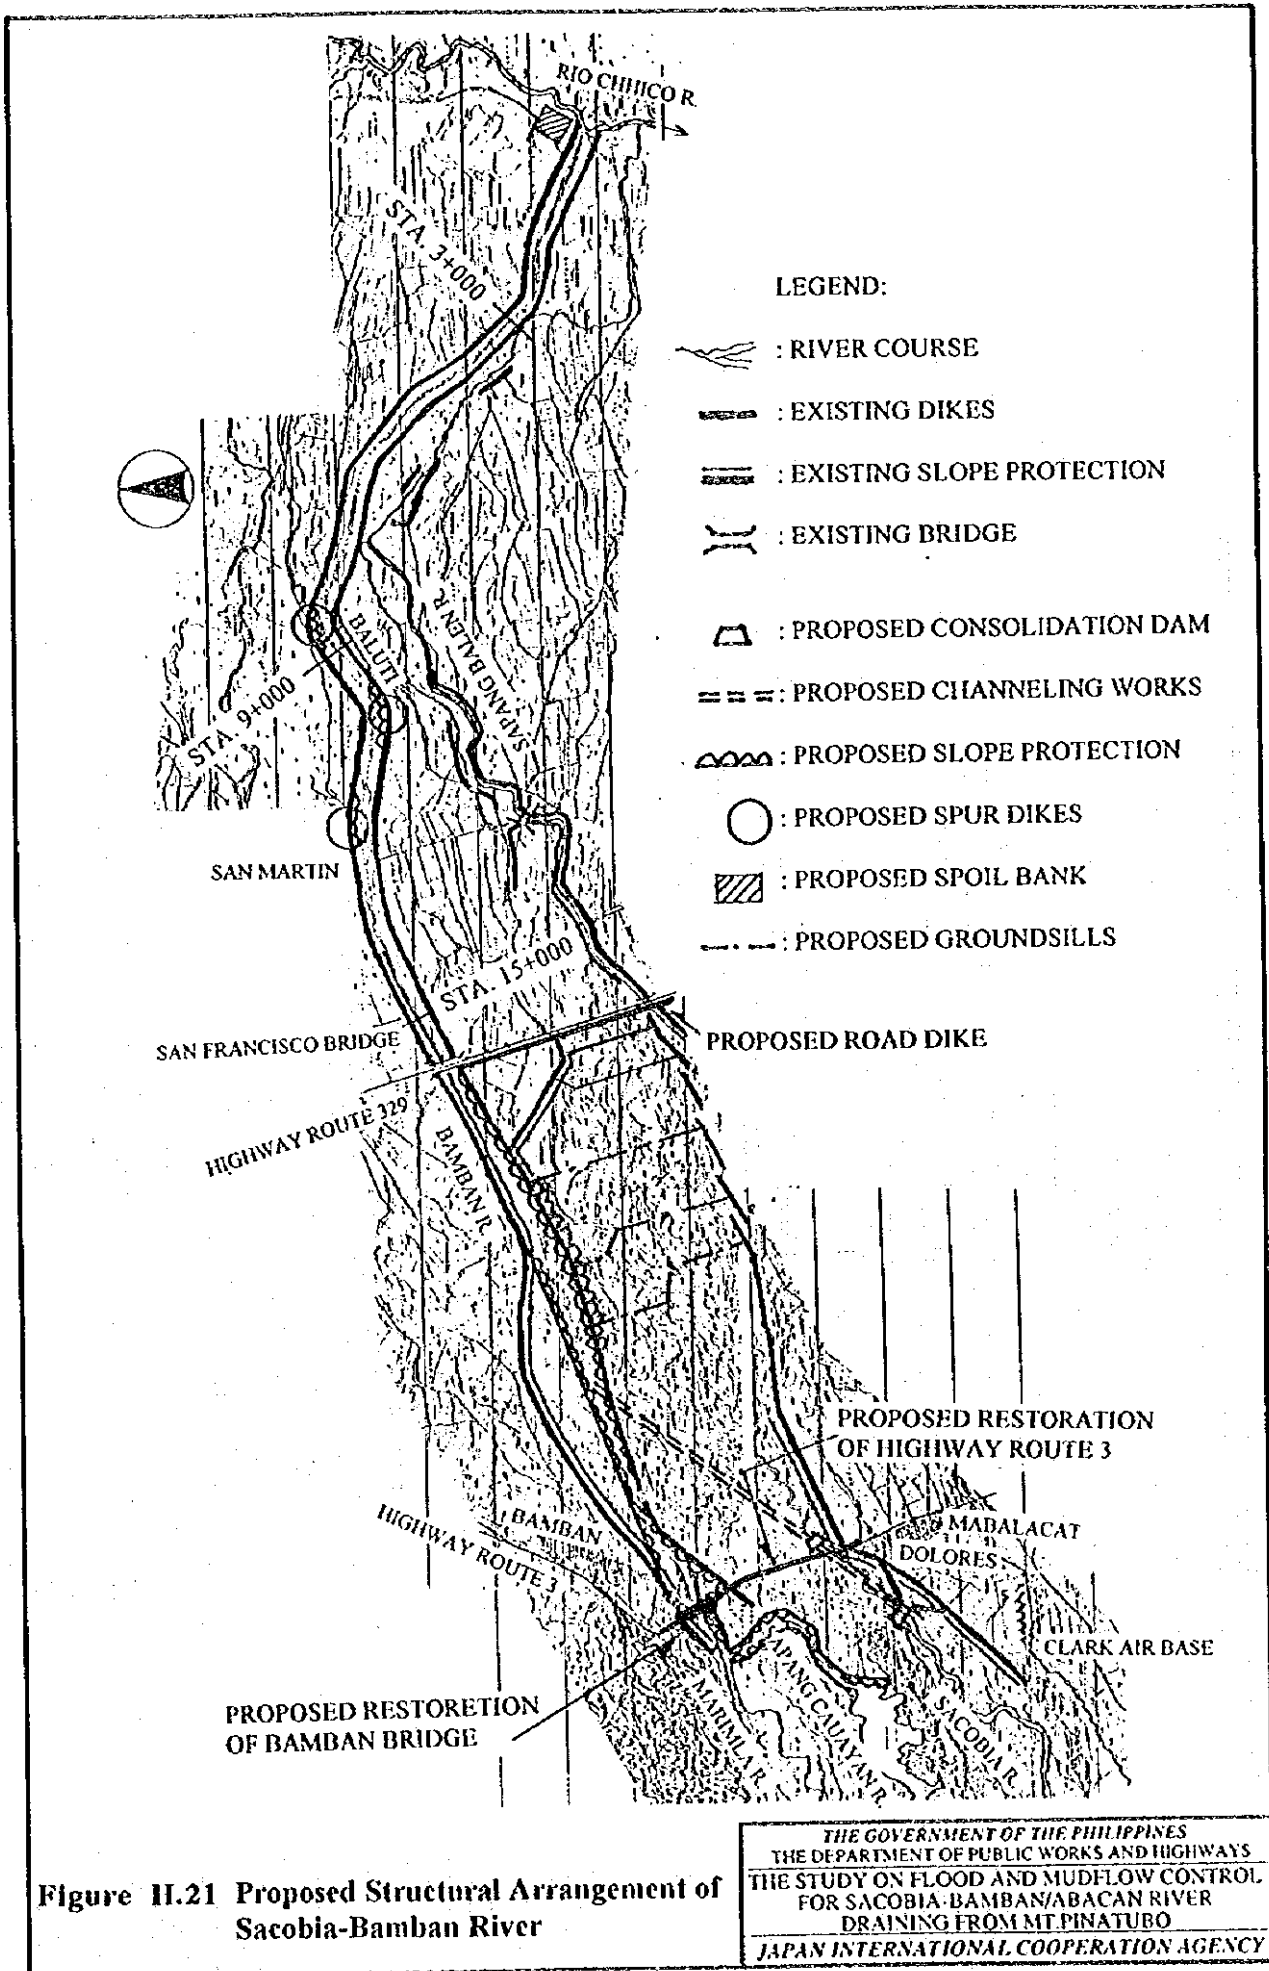 RIO CHHICO R.
STA. 3+000
LEGEND:
: RIVER COURSE
: EXISTING DIKES
: EXISTING SLOPE PROTECTION
: EXISTING BRIDGE
: PROPOSED CONSOLIDATION DAM
: PROPOSED CHANNELING WORKS
: PROPOSED SLOPE PROTECTION
: PROPOSED SPUR DIKES
: PROPOSED SPOIL BANK
: PROPOSED GROUNDSILLS
BALUTU
SAPANG BALEN R.
STA. 9+000
SAN MARTIN
STA. 15+000
SAN FRANCISCO BRIDGE
PROPOSED ROAD DIKE
HIGHWAY ROUTE 329
BAMBAN R.
PROPOSED RESTORATION
OF HIGHWAY ROUTE 3
HIGHWAY ROUTE 3
BAMBAN
MABALACAT
DOLORES
CLARK AIR BASE
MARIMLA R.
SAPANG CAUAYAN R.
SACOBIA R.
PROPOSED RESTORETION
OF BAMBAN BRIDGE
Figure II.21 Proposed Structural Arrangement of
Sacobia-Bamban River
THE GOVERNMENT OF THE PHILIPPINES
THE DEPARTMENT OF PUBLIC WORKS AND HIGHWAYS
THE STUDY ON FLOOD AND MUDFLOW CONTROL
FOR SACOBIA-BAMBAN/ABACAN RIVER
DRAINING FROM MT.PINATUBO
JAPAN INTERNATIONAL COOPERATION AGENCY